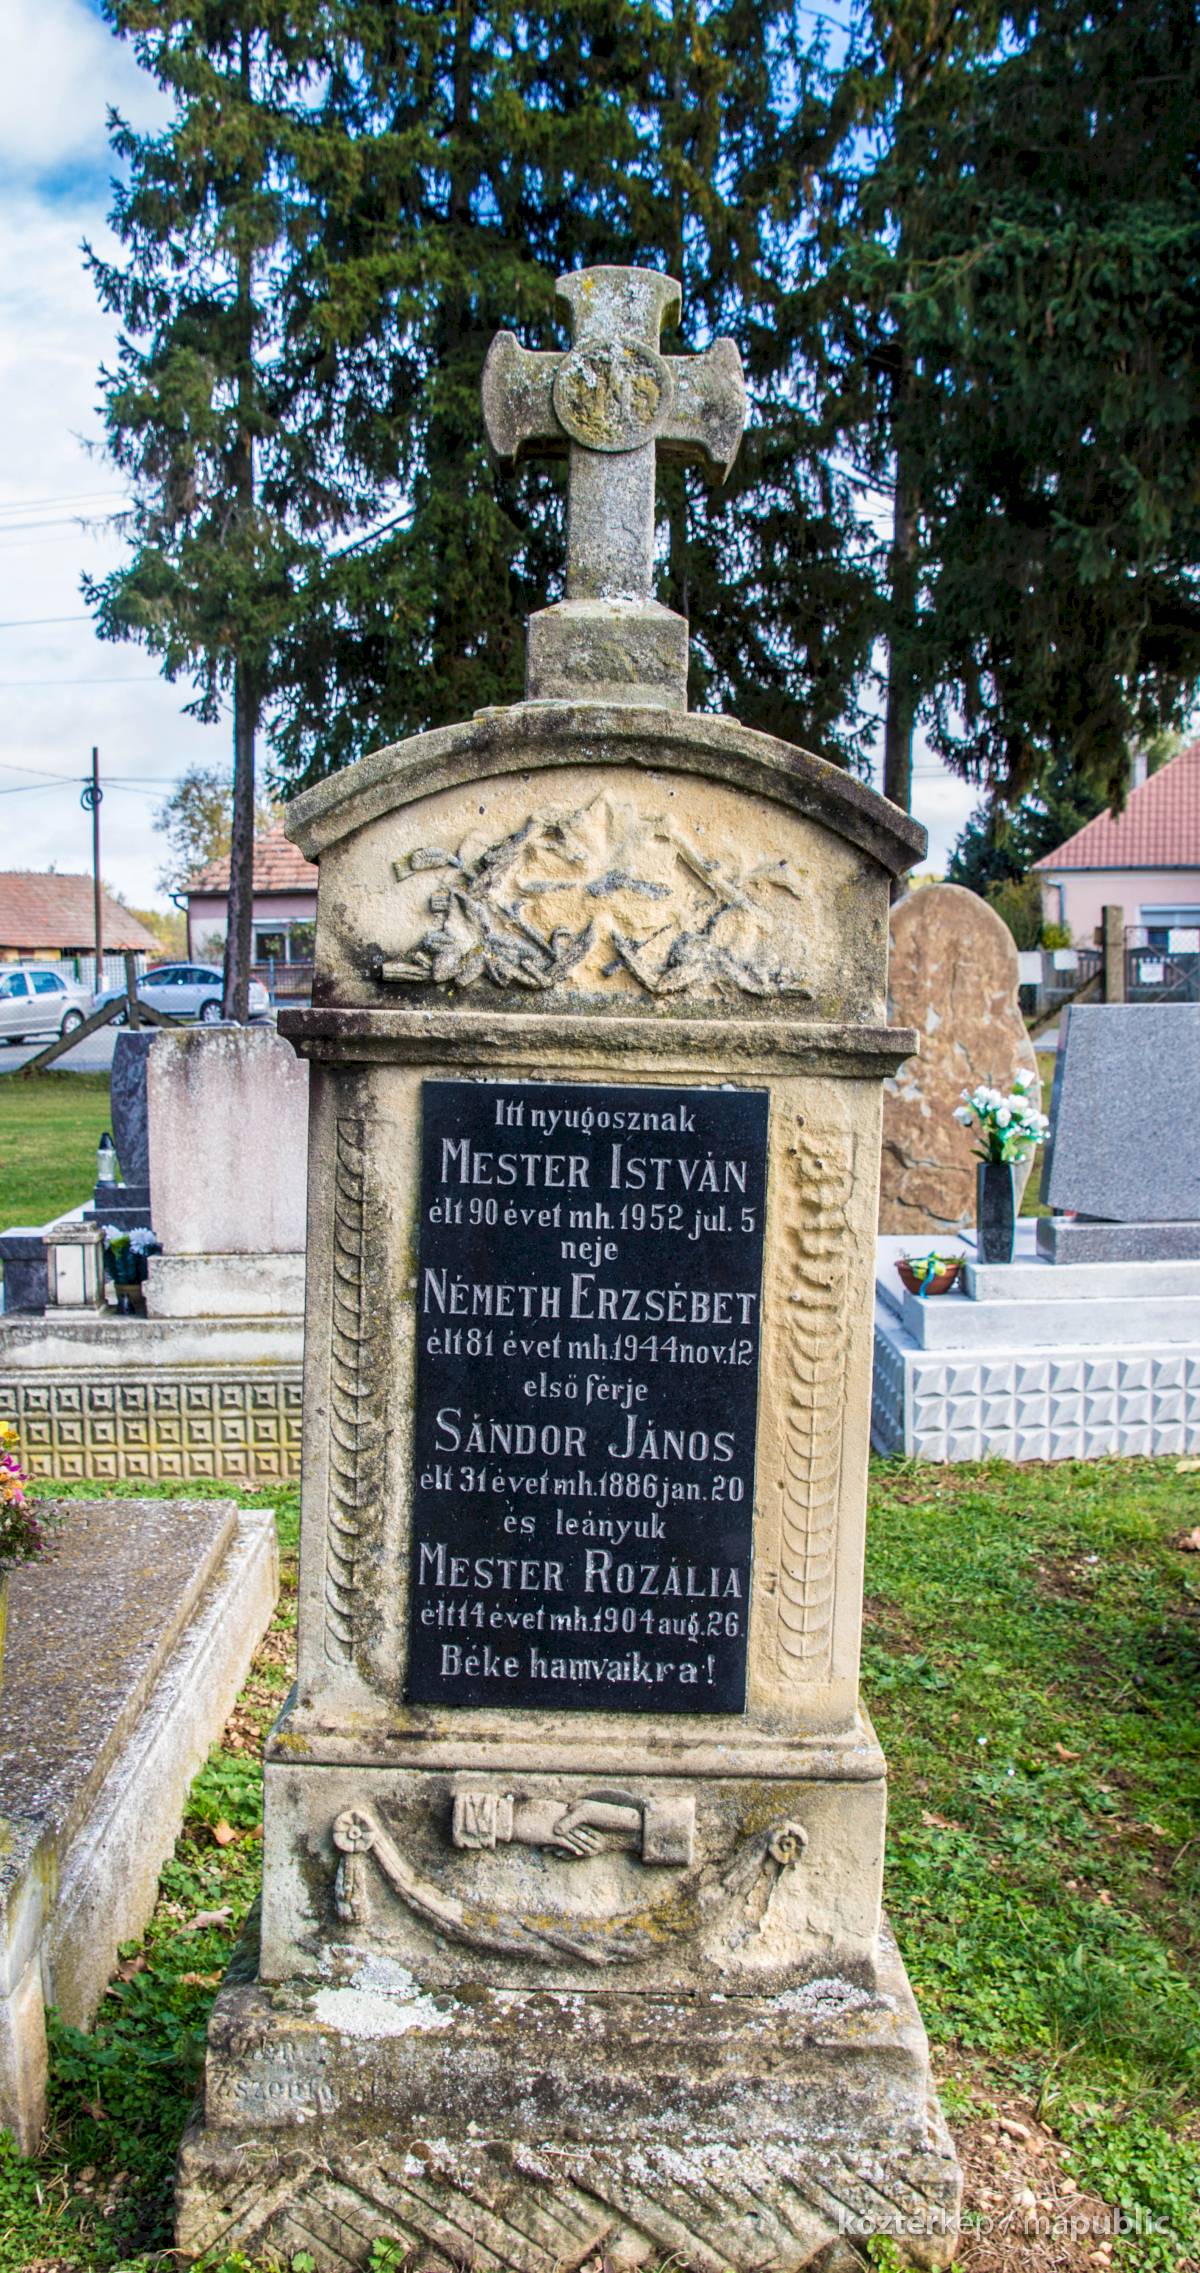 Itt nyugosznak
MESTER ISTVÁN
élt 90 évet mh. 1952 jul. 5
neje
NÉMETH ERZSÉBET
élt 81 évet mh. 1944 nov. 12
első férje
SÁNDOR JÁNOS
élt 31 évet mh. 1886 jan. 20
és leányuk
MESTER ROZÁLIA
élt 14 évet mh. 1904 aug. 26.
Béke hamvaikra!
köztérkép / mapublic